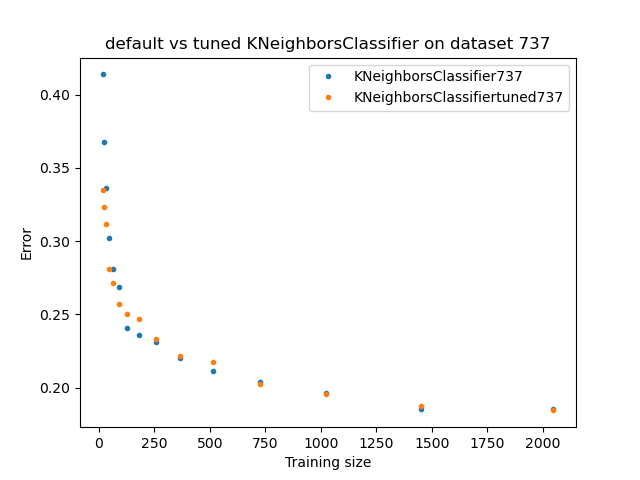 default vs tuned KNeighborsClassifier on dataset 737
KNeighborsClassifier737
KNeighborsClassifiertuned737
0.40
0.35
0.30
0.25
0.20
Error
0 250 500 750 1000 1250 1500 1750 2000
Training size